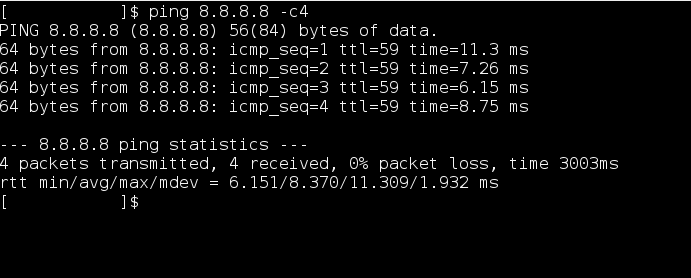 [ ]$ ping 8.8.8.8 -c4
PING 8.8.8.8 (8.8.8.8) 56(84) bytes of data.
64 bytes from 8.8.8.8: icmp_seq=1 ttl=59 time=11.3 ms
64 bytes from 8.8.8.8: icmp_seq=2 ttl=59 time=7.26 ms
64 bytes from 8.8.8.8: icmp_seq=3 ttl=59 time=6.15 ms
64 bytes from 8.8.8.8: icmp_seq=4 ttl=59 time=8.75 ms
--- 8.8.8.8 ping statistics ---
4 packets transmitted, 4 received, 0% packet loss, time 3003ms
rtt min/avg/max/mdev = 6.151/8.370/11.309/1.932 ms
[ ]$